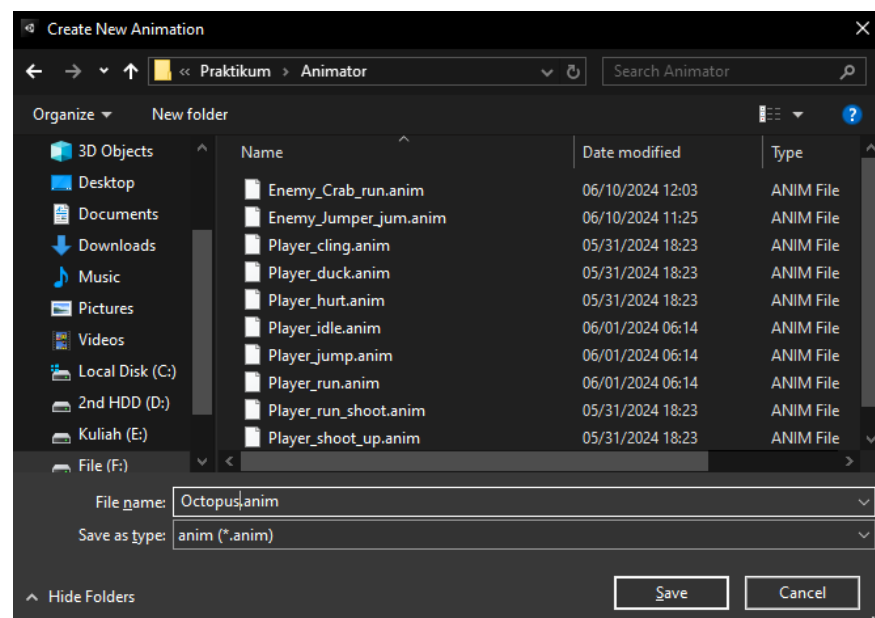 Create New Animation
« Praktikum > Animator
Search Animator
Organize
New folder
?
3D Objects
Desktop
Documents
Downloads
Music
Pictures
Videos
Local Disk (C:)
2nd HDD (D:)
Kuliah (E:)
File (F:)
Name Date modified Type
Enemy_Crab_run.anim 06/10/2024 12:03 ANIM File
Enemy_Jumper_jum.anim 06/10/2024 11:25 ANIM File
Player_cling.anim 05/31/2024 18:23 ANIM File
Player_duck.anim 05/31/2024 18:23 ANIM File
Player_hurt.anim 05/31/2024 18:23 ANIM File
Player_idle.anim 06/01/2024 06:14 ANIM File
Player_jump.anim 06/01/2024 06:14 ANIM File
Player_run.anim 06/01/2024 06:14 ANIM File
Player_run_shoot.anim 05/31/2024 18:23 ANIM File
Player_shoot_up.anim 05/31/2024 18:23 ANIM File
File name: Octopus.anim
Save as type: anim (*.anim)
Hide Folders
Save
Cancel